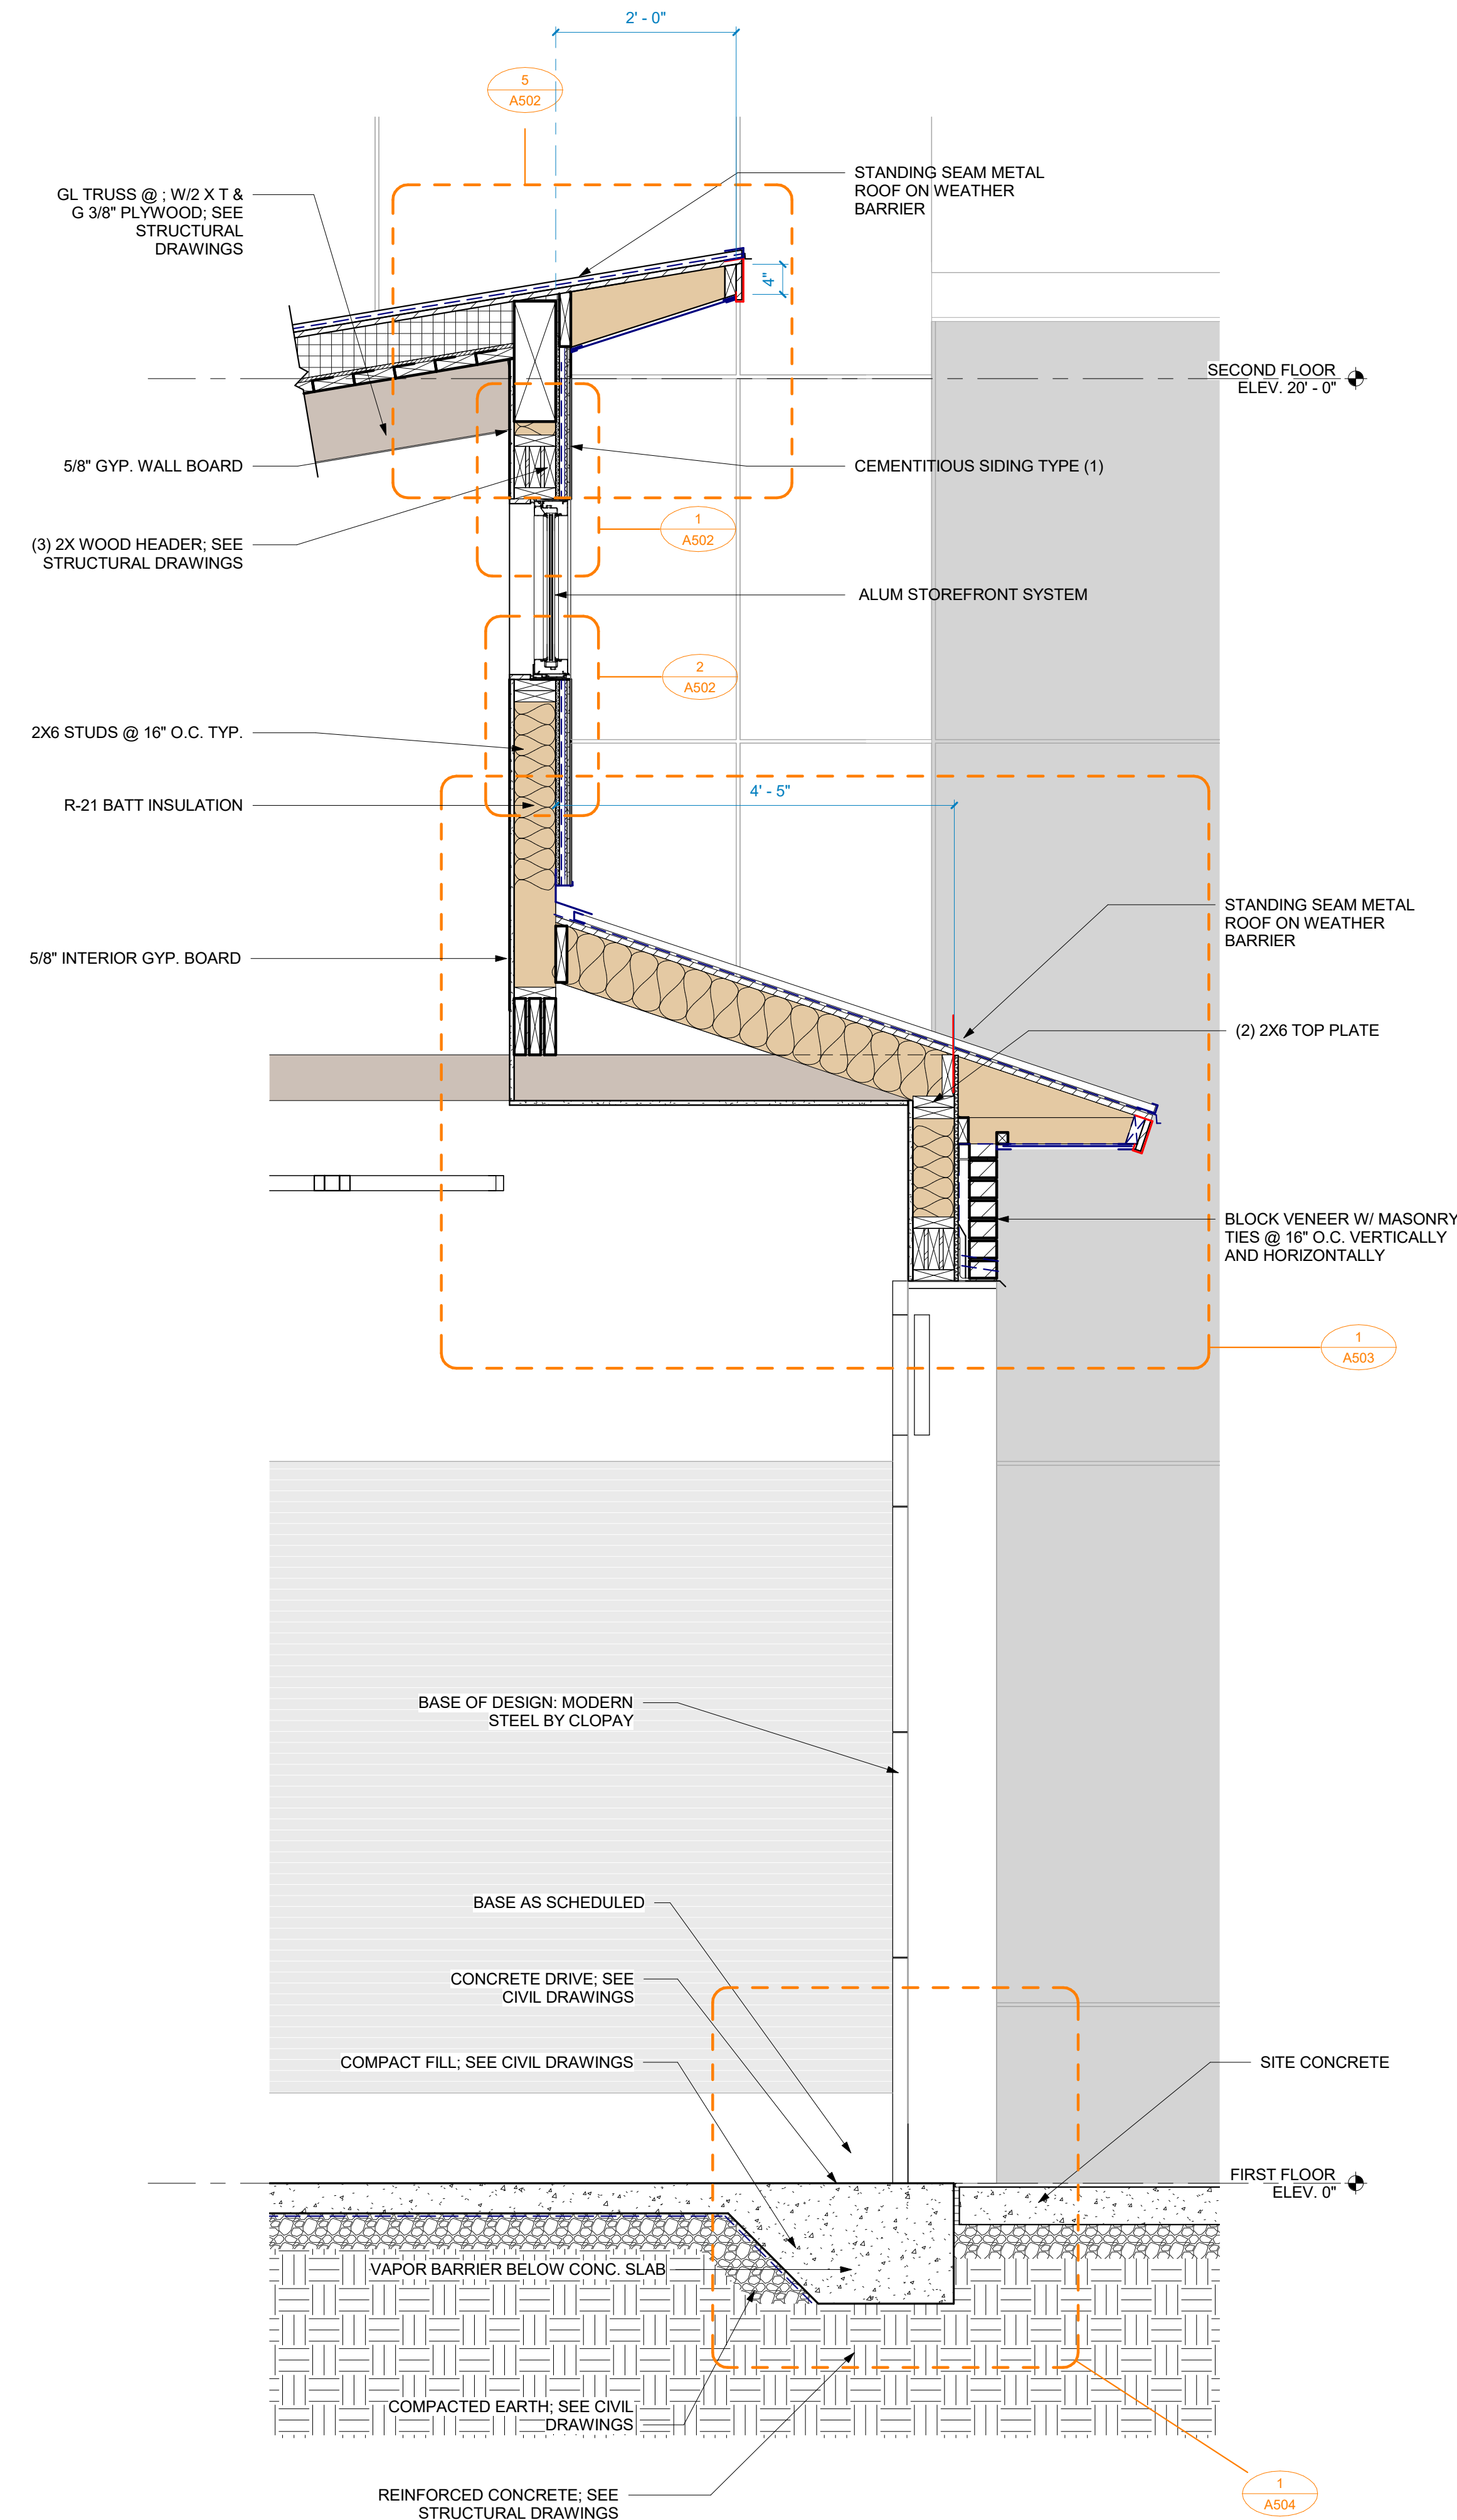 2' - 0"
5
A502
STANDING SEAM METAL
ROOF ON WEATHER
BARRIER
GL TRUSS @ ; W/2 X T &
G 3/8" PLYWOOD; SEE
STRUCTURAL
DRAWINGS
4"
SECOND FLOOR
ELEV. 20' - 0"
5/8" GYP. WALL BOARD
CEMENTITIOUS SIDING TYPE (1)
1
A502
(3) 2X WOOD HEADER; SEE
STRUCTURAL DRAWINGS
ALUM STOREFRONT SYSTEM
2
A502
2X6 STUDS @ 16" O.C. TYP.
4' - 5"
R-21 BATT INSULATION
STANDING SEAM METAL
ROOF ON WEATHER
BARRIER
5/8" INTERIOR GYP. BOARD
(2) 2X6 TOP PLATE
BLOCK VENEER W/ MASONRY
TIES @ 16" O.C. VERTICALLY
AND HORIZONTALLY
1
A503
BASE OF DESIGN: MODERN
STEEL BY CLOPAY
BASE AS SCHEDULED
CONCRETE DRIVE; SEE
CIVIL DRAWINGS
COMPACT FILL; SEE CIVIL DRAWINGS
SITE CONCRETE
FIRST FLOOR
ELEV. 0"
VAPOR BARRIER BELOW CONC. SLAB
COMPACTED EARTH; SEE CIVIL
DRAWINGS
REINFORCED CONCRETE; SEE
STRUCTURAL DRAWINGS
1
A504